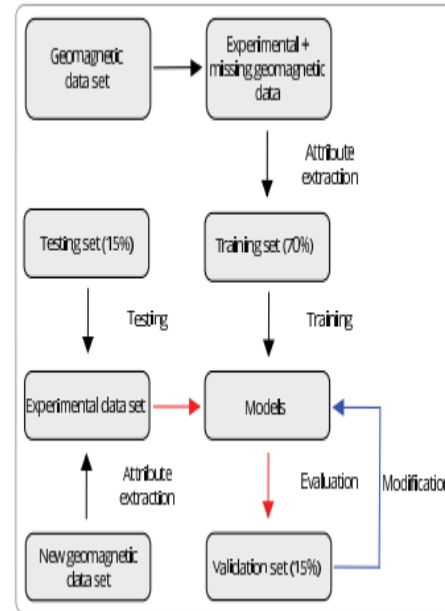 Geomagnetic
data set
Experimental +
missing geomagnetic
data
Attribute
extraction
Testing set (15%)
Training set (70%)
Testing
Training
Experimental data set
Models
Attribute
extraction
Evaluation
Modification
New geomagnetic
data set
Validation set (15%)